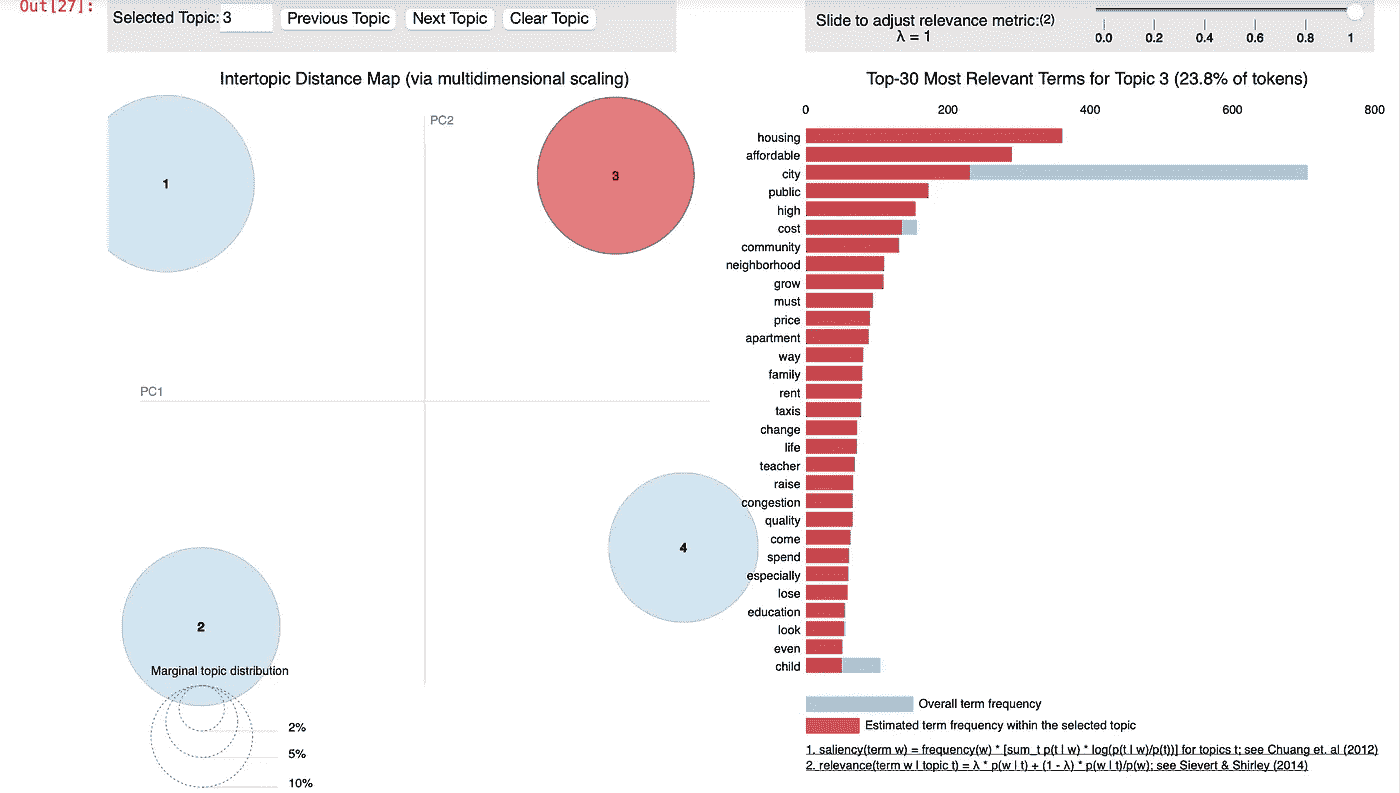 Out[27]:
Selected Topic: 3 Previous Topic Next Topic Clear Topic
Slide to adjust relevance metric:(2)
λ = 1
0.0 0.2 0.4 0.6 0.8 1
Intertopic Distance Map (via multidimensional scaling)
PC2
PC1
1
3
4
2
Marginal topic distribution
2%
5%
10%
Top-30 Most Relevant Terms for Topic 3 (23.8% of tokens)
0 200 400 600 800
housing
affordable
city
public
high
cost
community
neighborhood
grow
must
price
apartment
way
family
rent
taxis
change
life
teacher
raise
congestion
quality
come
spend
especially
lose
education
look
even
child
Overall term frequency
Estimated term frequency within the selected topic
1. saliency(term w) = frequency(w) * [sum_t p(t | w) * log(p(t | w)/p(t))] for topics t; see Chuang et. al (2012)
2. relevance(term w | topic t) = λ * p(w | t) + (1 - λ) * p(w | t)/p(w); see Sievert & Shirley (2014)